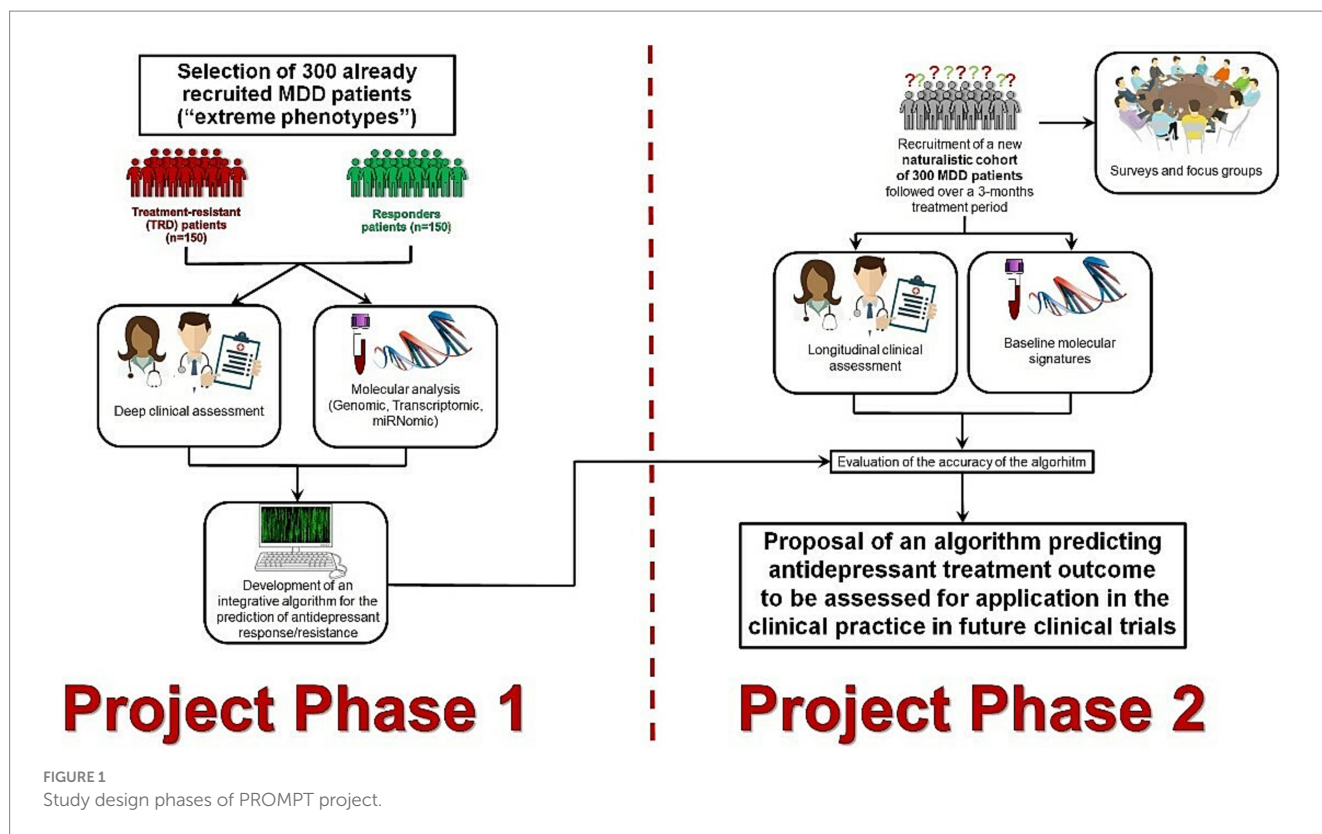 Selection of 300 already
recruited MDD patients
("extreme phenotypes")
Treatment-resistant
(TRD) patients
(n=150)
Responders
patients (n=150)
Deep clinical assessment
Molecular analysis
(Genomic, Transcriptomic,
miRNomic)
Development of an
integrative algorithm for the
prediction of antidepressant
response/resistance
Project Phase 1
?????????
Recruitment of a new
naturalistic cohort
of 300 MDD patients
followed over a 3-months
treatment period
Surveys and focus groups
Longitudinal clinical
assessment
Baseline molecular
signatures
Evaluation of the accuracy of the algorhitm
Proposal of an algorithm predicting
antidepressant treatment outcome
to be assessed for application in the
clinical practice in future clinical trials
Project Phase 2
FIGURE 1
Study design phases of PROMPT project.